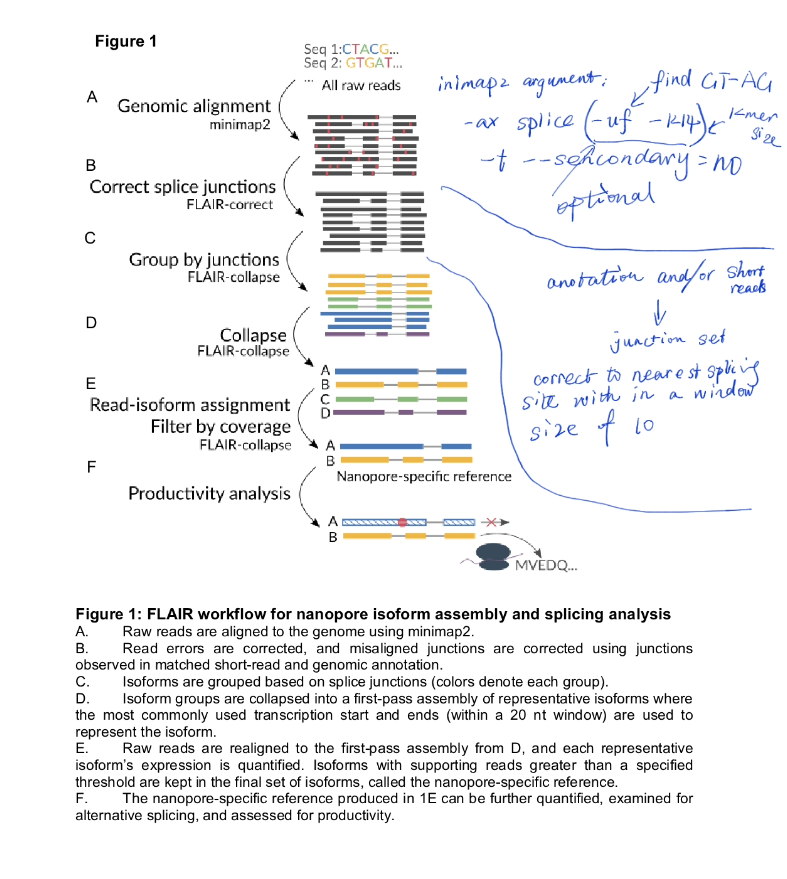 Figure 1
Seq 1:CTACG...
Seq 2: GTGAT...
... All raw reads
A
Genomic alignment
minimap2
B
Correct splice junctions
FLAIR-correct
C
Group by junctions
FLAIR-collapse
D
Collapse
FLAIR-collapse
A
B
C
D
E
Read-isoform assignment
Filter by coverage
FLAIR-collapse
A
B
Nanopore-specific reference
F
Productivity analysis
A
B
MVEDQ...
inimap2 argument: find GT-AG
-ax splice (-uf -k14) kmer
size
-t --sehcondary=no
optional
anotation and/or short
reads
junction set
correct to nearest splicing
site with in a window
size of 10
Figure 1: FLAIR workflow for nanopore isoform assembly and splicing analysis
A. Raw reads are aligned to the genome using minimap2.
B. Read errors are corrected, and misaligned junctions are corrected using junctions
observed in matched short-read and genomic annotation.
C. Isoforms are grouped based on splice junctions (colors denote each group).
D. Isoform groups are collapsed into a first-pass assembly of representative isoforms where
the most commonly used transcription start and ends (within a 20 nt window) are used to
represent the isoform.
E. Raw reads are realigned to the first-pass assembly from D, and each representative
isoform's expression is quantified. Isoforms with supporting reads greater than a specified
threshold are kept in the final set of isoforms, called the nanopore-specific reference.
F. The nanopore-specific reference produced in 1E can be further quantified, examined for
alternative splicing, and assessed for productivity.